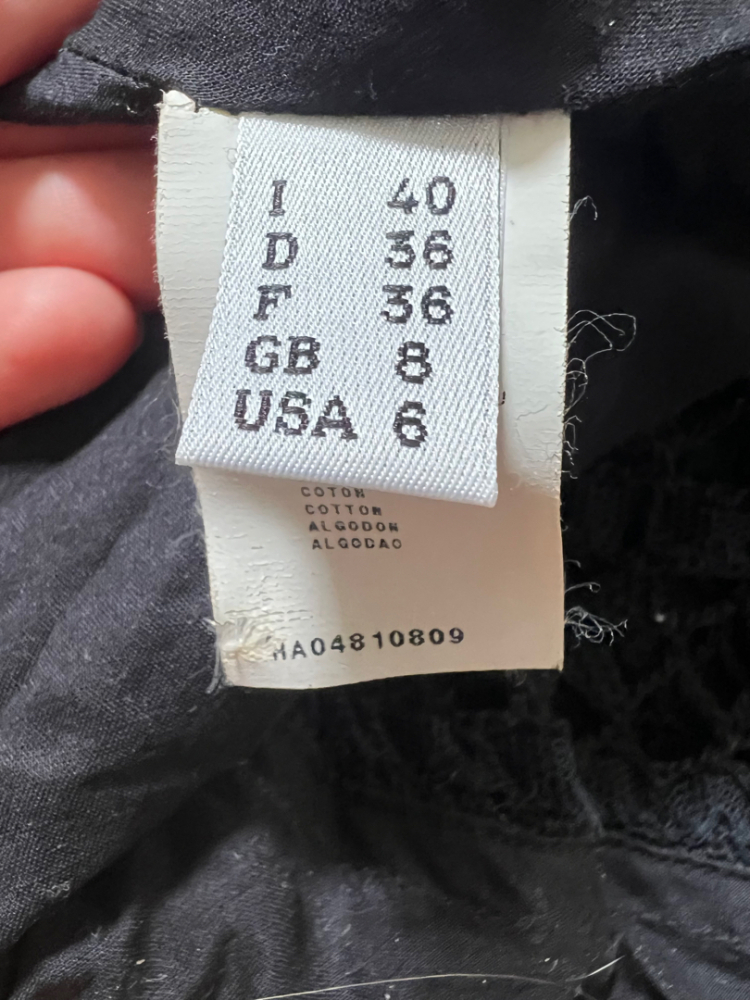 I 40
D 36
F 36
GB 8
USA 6
COTON
COTTON
ALGODON
ALGODAO
HA04810809